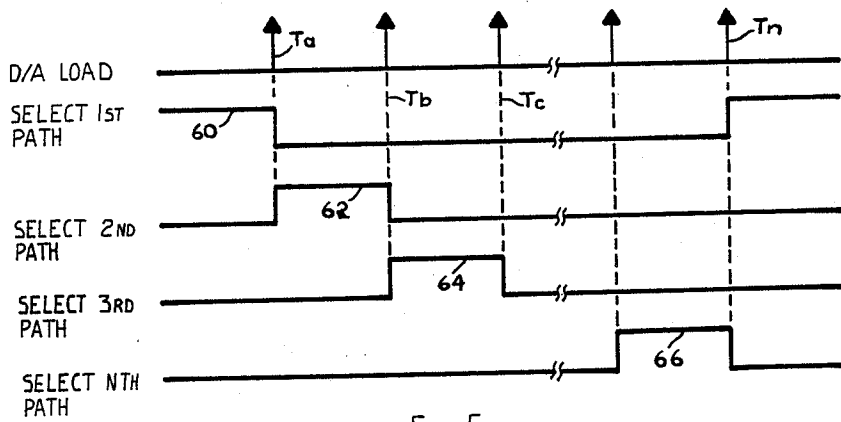 Ta
Tn
D/A LOAD
Tb
Tc
SELECT 1ST
PATH
60
62
SELECT 2ND
PATH
64
SELECT 3RD
PATH
66
SELECT NTH
PATH